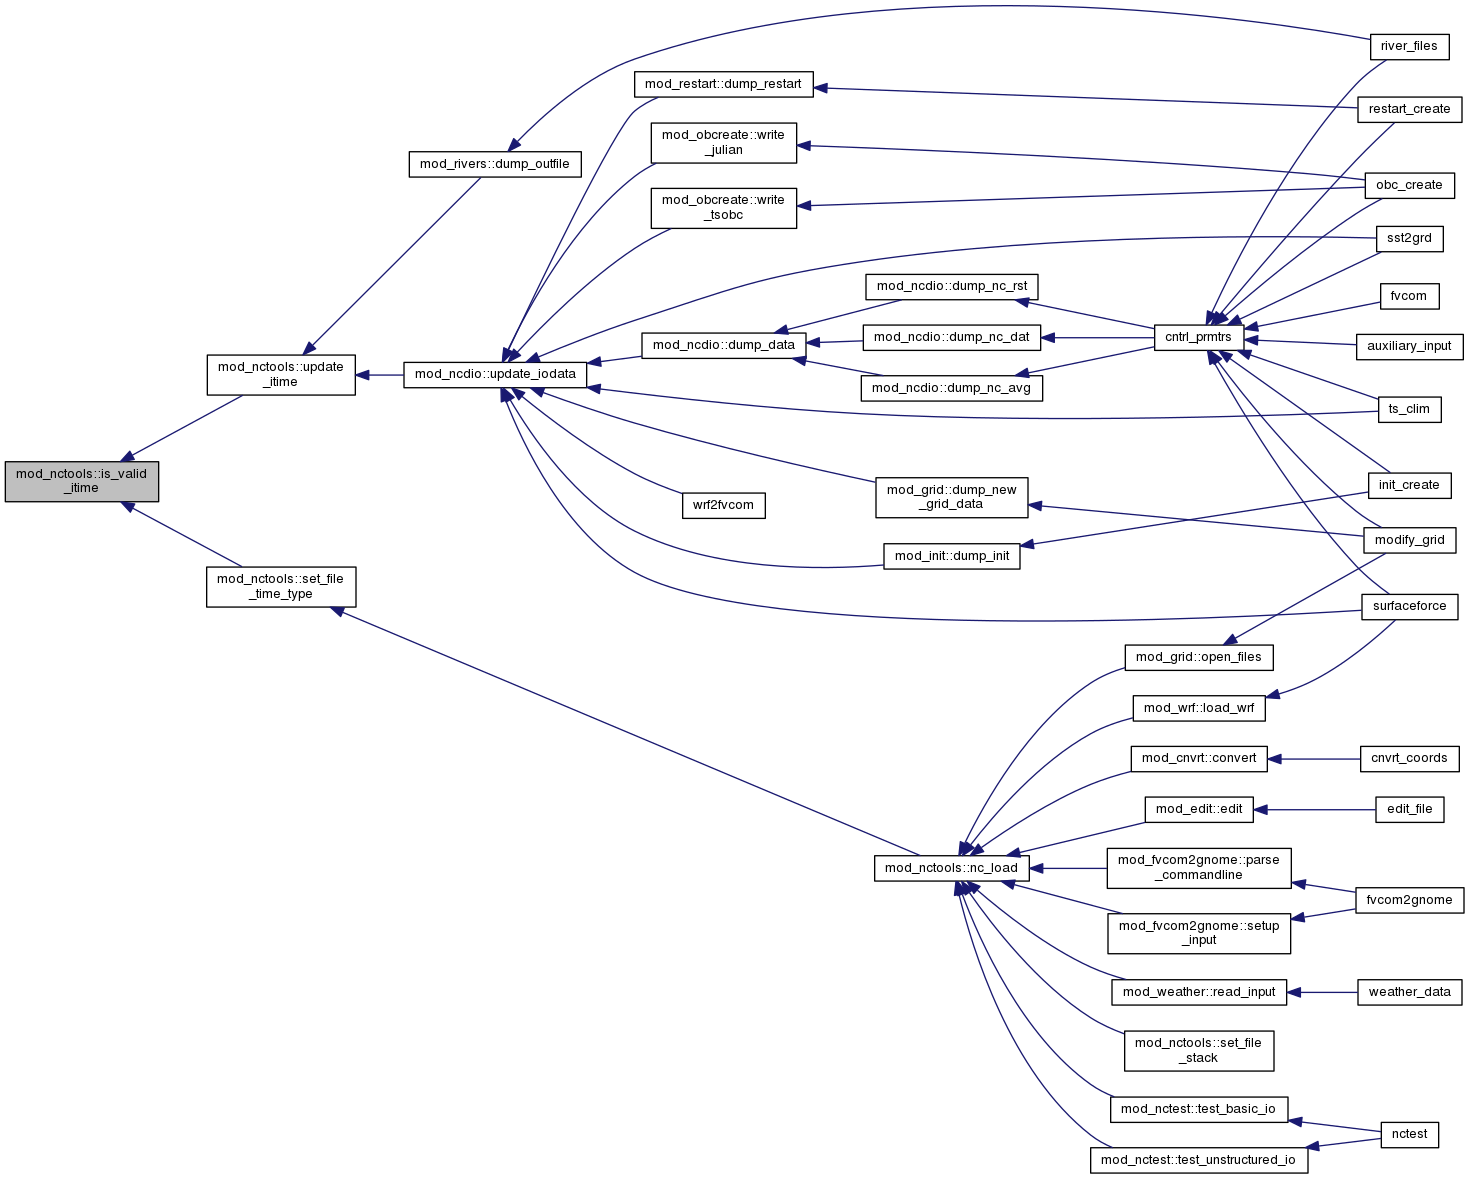 river_files
mod_restart::dump_restart
restart_create
mod_obcreate::write
_julian
mod_rivers::dump_outfile
obc_create
mod_obcreate::write
_tsobc
sst2grd
mod_ncdio::dump_nc_rst
fvcom
mod_ncdio::dump_data
mod_ncdio::dump_nc_dat
cntrl_prmtrs
auxiliary_input
mod_nctools::update
_itime
mod_ncdio::update_iodata
mod_ncdio::dump_nc_avg
ts_clim
mod_nctools::is_valid
_itime
mod_grid::dump_new
_grid_data
init_create
wrf2fvcom
modify_grid
mod_init::dump_init
mod_nctools::set_file
_time_type
surfaceforce
mod_grid::open_files
mod_wrf::load_wrf
mod_cnvrt::convert
cnvrt_coords
mod_edit::edit
edit_file
mod_nctools::nc_load
mod_fvcom2gnome::parse
_commandline
fvcom2gnome
mod_fvcom2gnome::setup
_input
mod_weather::read_input
weather_data
mod_nctools::set_file
_stack
mod_nctest::test_basic_io
nctest
mod_nctest::test_unstructured_io